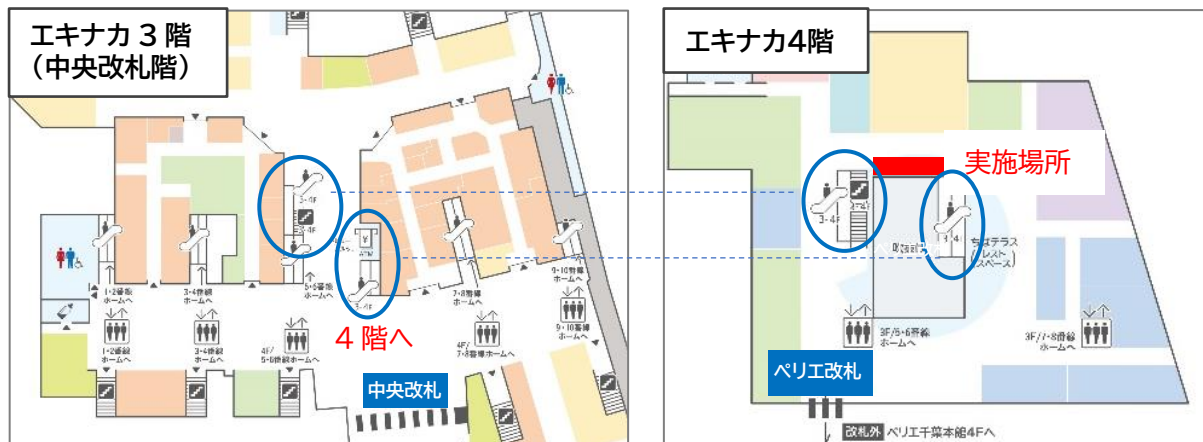 エキナカ3階
(中央改札階)
3-4F
3-4F
ATM
3-4F
1・2番線
ホームへ
3・4番線
ホームへ
5・6番線
ホームへ
7・8番線
ホームへ
9・10番線
ホームへ
1・2番線
ホームへ
3・4番線
ホームへ
4F/
5・6番線ホームへ
4F/
7・8番線ホームへ
9・10番線
ホームへ
4階へ
中央改札
エキナカ4階
実施場所
3-4F
3-4F
ちばテラス
(レスト
スペース)
3F/5・6番線
ホームへ
3F/7・8番線
ホームへ
ペリエ改札
改札外 ペリエ千葉本館4Fへ